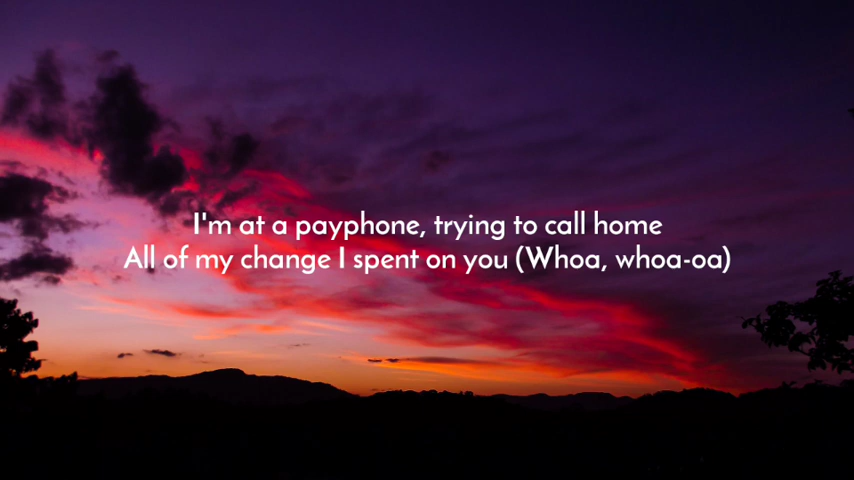 I'm at a payphone, trying to call home
All of my change I spent on you (Whoa, whoa-oa)